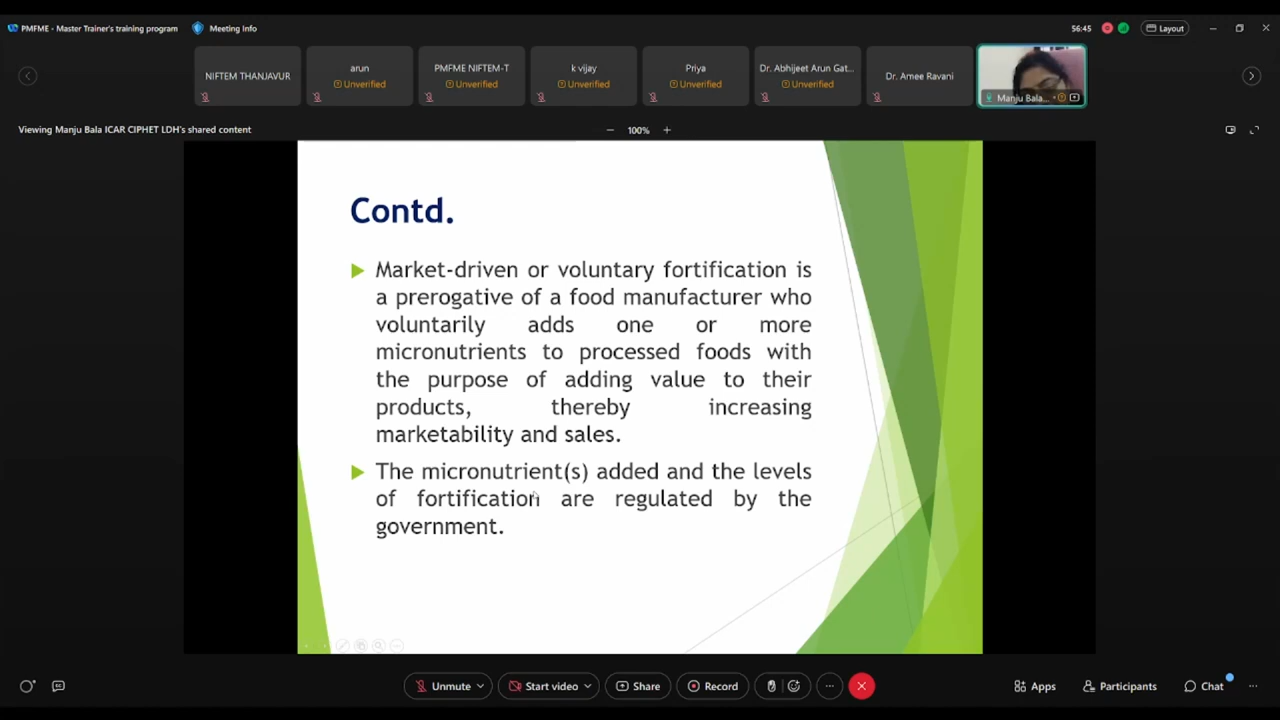 PMFME - Master Trainer's training program
Meeting Info
56:45
Layout
NIFTEM THANJAVUR
arun
Unverified
PMFME NIFTEM-T
Unverified
k vijay
Unverified
Priya
Unverified
Dr. Abhijeet Arun Gat...
Unverified
Dr. Amee Ravani
Manju Bala...
Viewing Manju Bala ICAR CIPHET LDH's shared content
100%
Contd.
Market-driven or voluntary fortification is
a prerogative of a food manufacturer who
voluntarily adds one or more
micronutrients to processed foods with
the purpose of adding value to their
products, thereby increasing
marketability and sales.
The micronutrient(s) added and the levels
of fortification are regulated by the
government.
Unmute
Start video
Share
Record
Apps
Participants
Chat